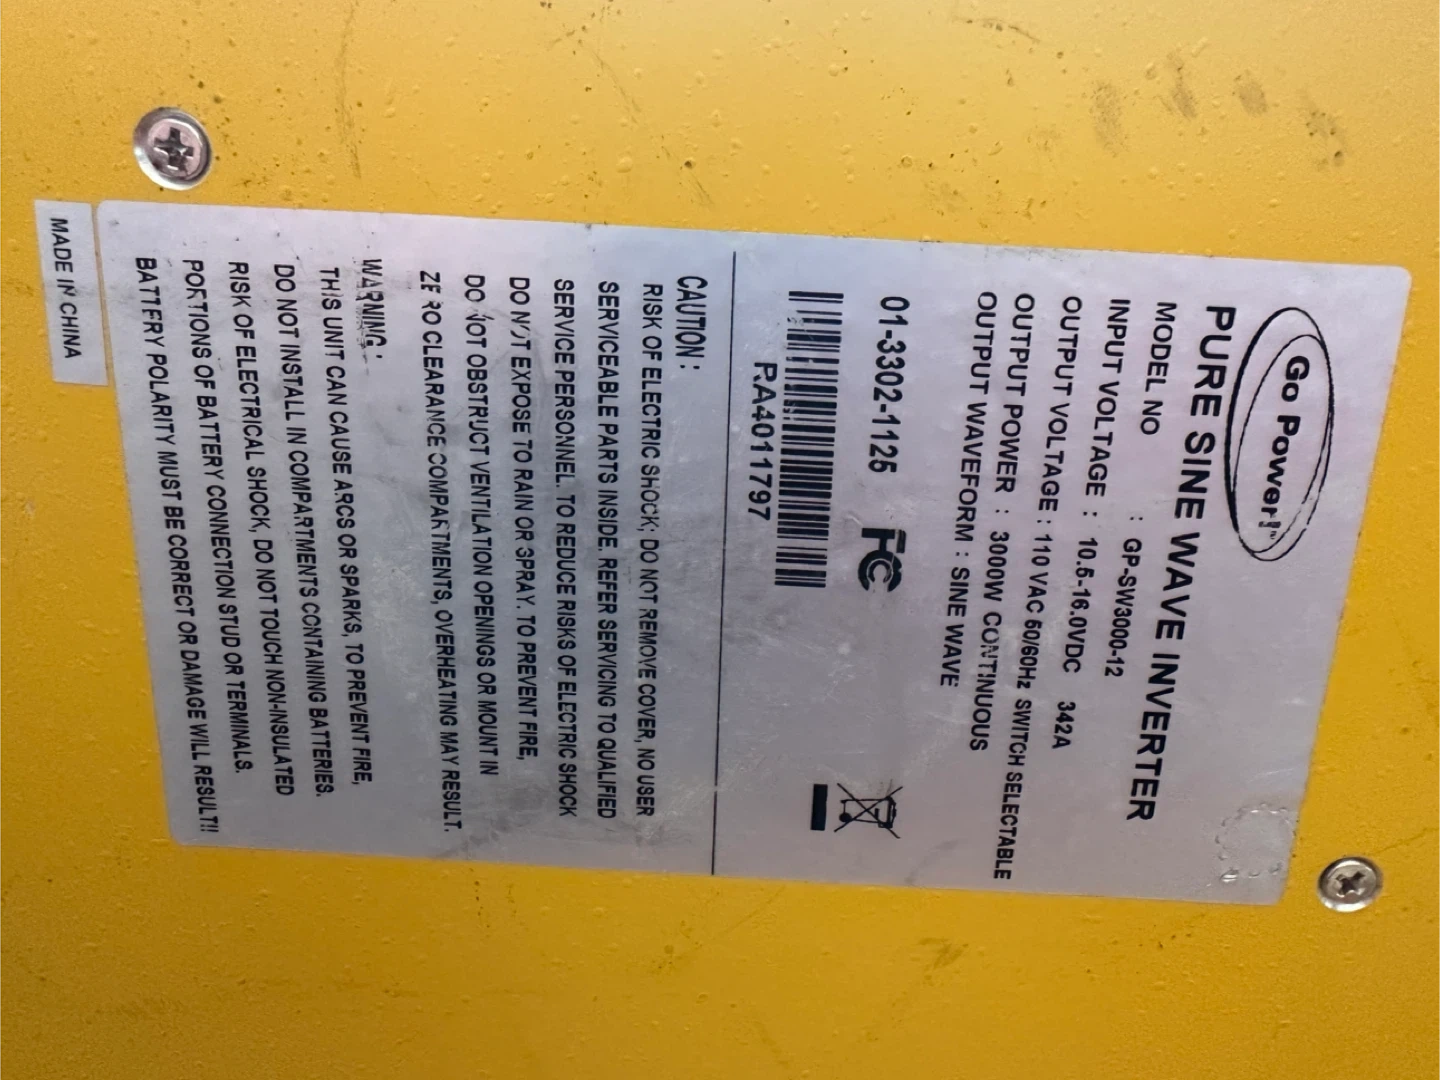 Go Power!™
PURE SINE WAVE INVERTER
MODEL NO : GP-SW3000-12
INPUT VOLTAGE : 10.5-16.0VDC 342A
OUTPUT VOLTAGE : 110 VAC 50/60Hz SWITCH SELECTABLE
OUTPUT POWER : 3000W CONTINUOUS
OUTPUT WAVEFORM : SINE WAVE
01-3302-1125 FC
RA4011797
CAUTION :
RISK OF ELECTRIC SHOCK; DO NOT REMOVE COVER, NO USER
SERVICEABLE PARTS INSIDE. REFER SERVICING TO QUALIFIED
SERVICE PERSONNEL. TO REDUCE RISKS OF ELECTRIC SHOCK
DO NOT EXPOSE TO RAIN OR SPRAY. TO PREVENT FIRE,
DO NOT OBSTRUCT VENTILATION OPENINGS OR MOUNT IN
ZERO CLEARANCE COMPARTMENTS, OVERHEATING MAY RESULT.
WARNING :
THIS UNIT CAN CAUSE ARCS OR SPARKS, TO PREVENT FIRE,
DO NOT INSTALL IN COMPARTMENTS CONTAINING BATTERIES.
RISK OF ELECTRICAL SHOCK, DO NOT TOUCH NON-INSULATED
PORTIONS OF BATTERY CONNECTION STUD OR TERMINALS.
BATTERY POLARITY MUST BE CORRECT OR DAMAGE WILL RESULT!!
MADE IN CHINA